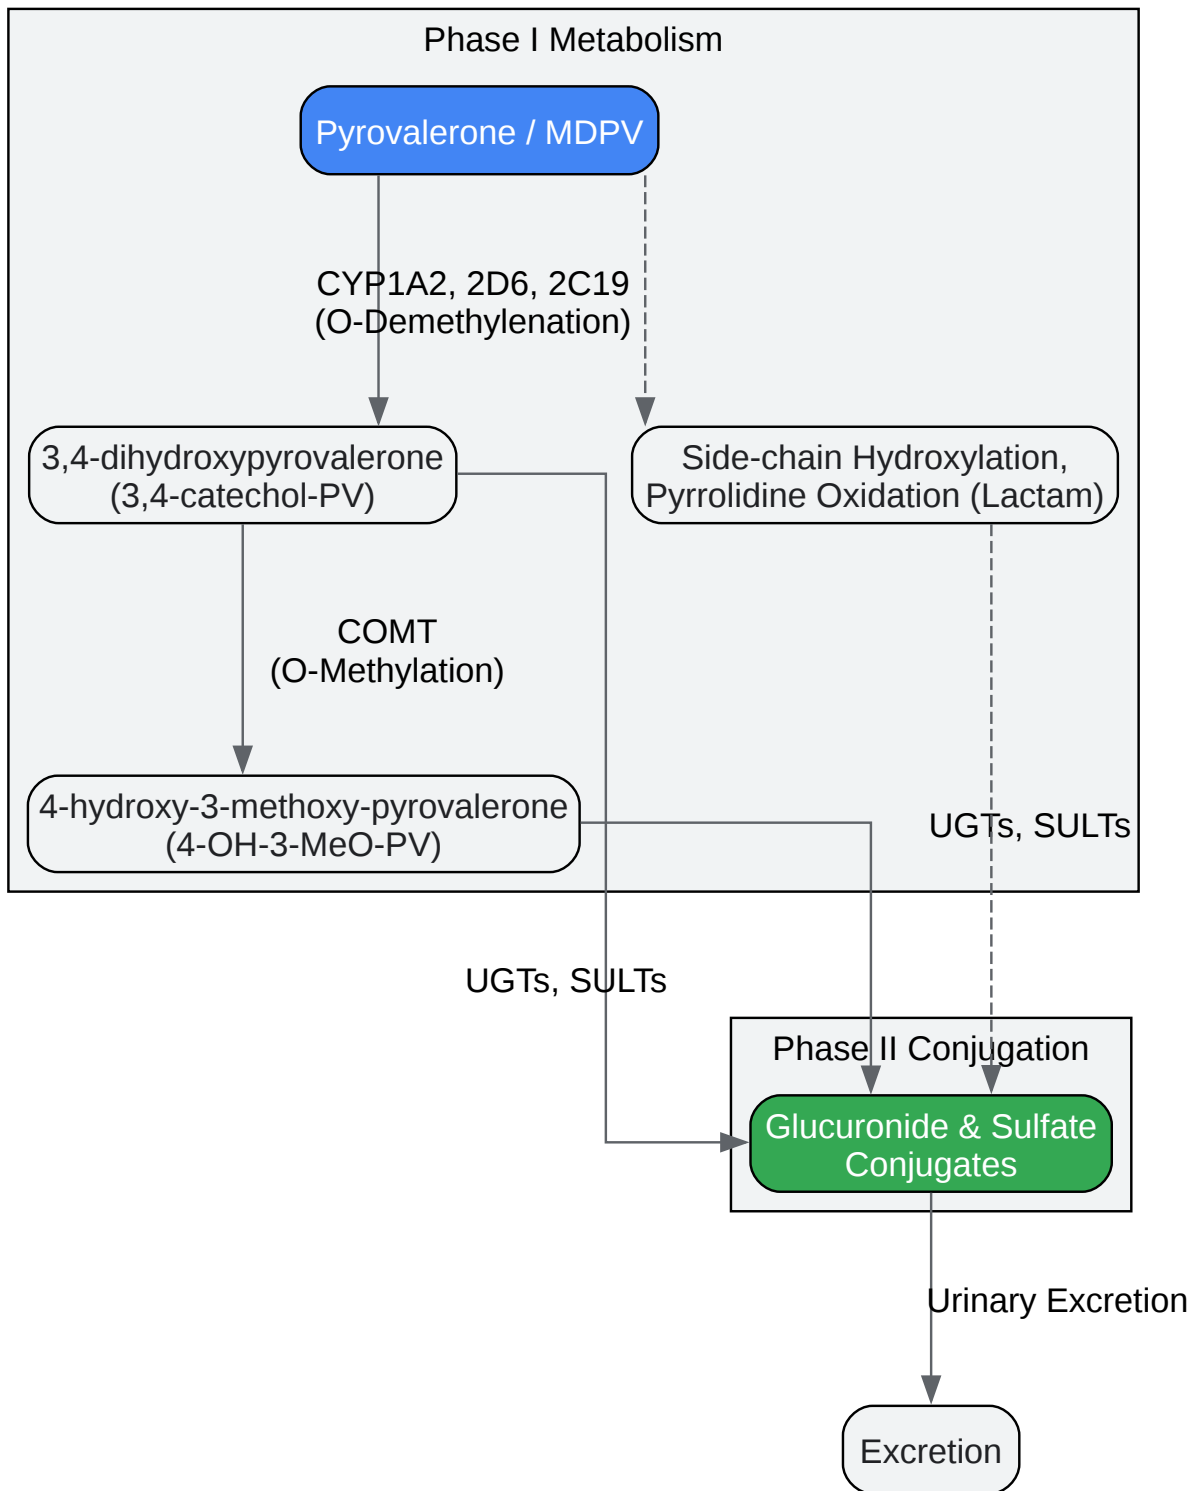 Phase I Metabolism
Pyrovalerone / MDPV
CYP1A2, 2D6, 2C19
(O-Demethylenation)
3,4-dihydroxypyrovalerone
(3,4-catechol-PV)
Side-chain Hydroxylation,
Pyrrolidine Oxidation (Lactam)
COMT
(O-Methylation)
4-hydroxy-3-methoxy-pyrovalerone
(4-OH-3-MeO-PV)
UGTs, SULTs
UGTs, SULTs
Phase II Conjugation
Glucuronide & Sulfate
Conjugates
Urinary Excretion
Excretion